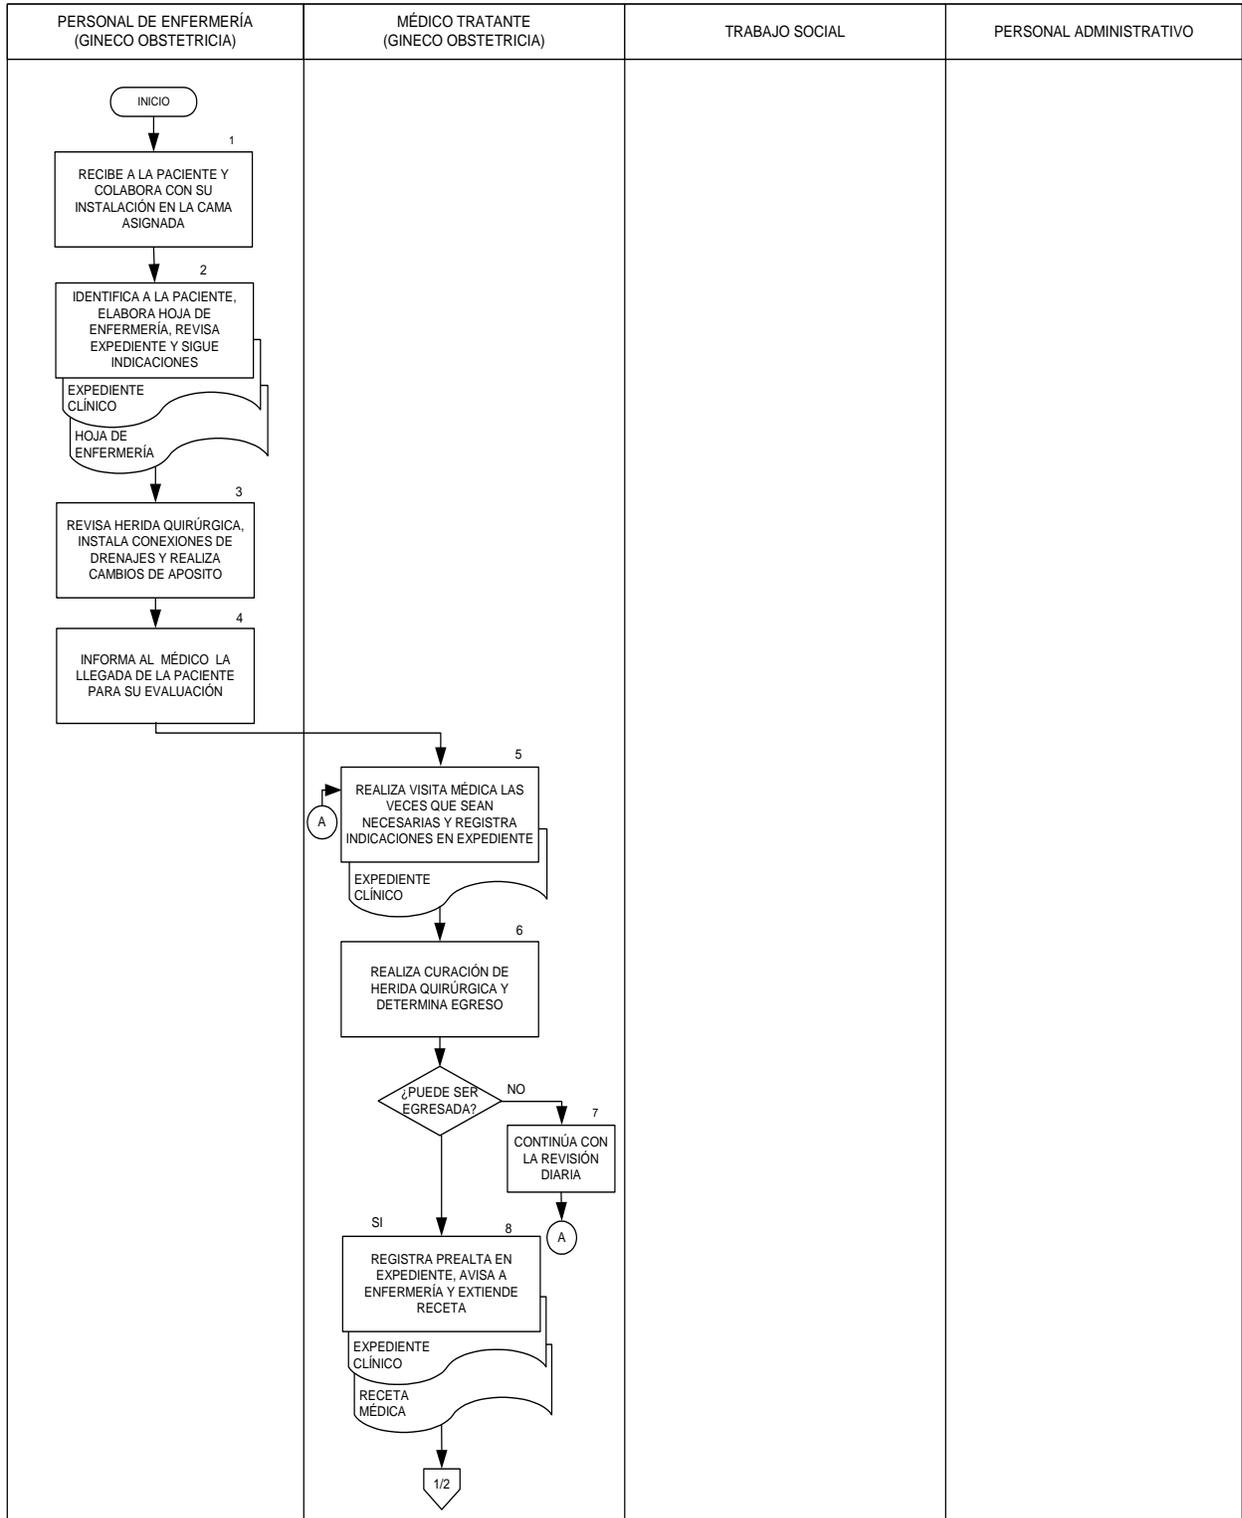 PERSONAL DE ENFERMERÍA
(GINECO OBSTETRICIA)
MÉDICO TRATANTE
(GINECO OBSTETRICIA)
TRABAJO SOCIAL
PERSONAL ADMINISTRATIVO
INICIO
1
RECIBE A LA PACIENTE Y
COLABORA CON SU
INSTALACIÓN EN LA CAMA
ASIGNADA
2
IDENTIFICA A LA PACIENTE,
ELABORA HOJA DE
ENFERMERÍA, REVISA
EXPEDIENTE Y SIGUE
INDICACIONES
EXPEDIENTE
CLÍNICO
HOJA DE
ENFERMERÍA
3
REVISA HERIDA QUIRÚRGICA,
INSTALA CONEXIONES DE
DRENAJES Y REALIZA
CAMBIOS DE APOSITO
4
INFORMA AL MÉDICO LA
LLEGADA DE LA PACIENTE
PARA SU EVALUACIÓN
5
REALIZA VISITA MÉDICA LAS
VECES QUE SEAN
NECESARIAS Y REGISTRA
INDICACIONES EN EXPEDIENTE
A
EXPEDIENTE
CLÍNICO
6
REALIZA CURACIÓN DE
HERIDA QUIRÚRGICA Y
DETERMINA EGRESO
¿PUEDE SER
EGRESADA?
NO
7
CONTINÚA CON
LA REVISIÓN
DIARIA
A
SI
8
REGISTRA PREALTA EN
EXPEDIENTE, AVISA A
ENFERMERÍA Y EXTIENDE
RECETA
EXPEDIENTE
CLÍNICO
RECETA
MÉDICA
1/2